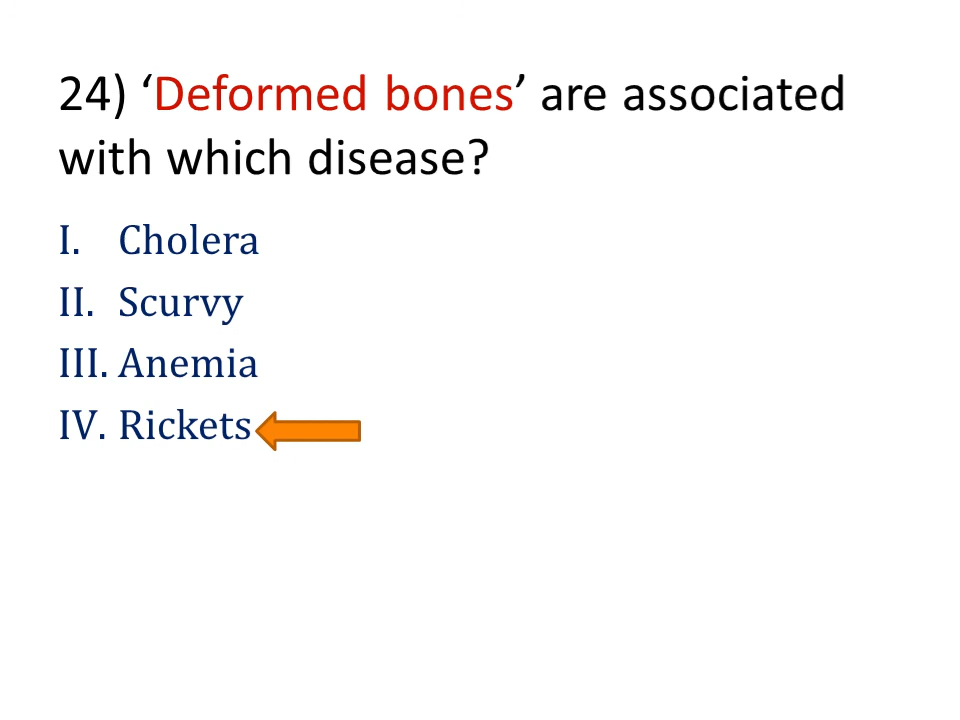 24) ‘Deformed bones’ are associated
with which disease?
I. Cholera
II. Scurvy
III. Anemia
IV. Rickets